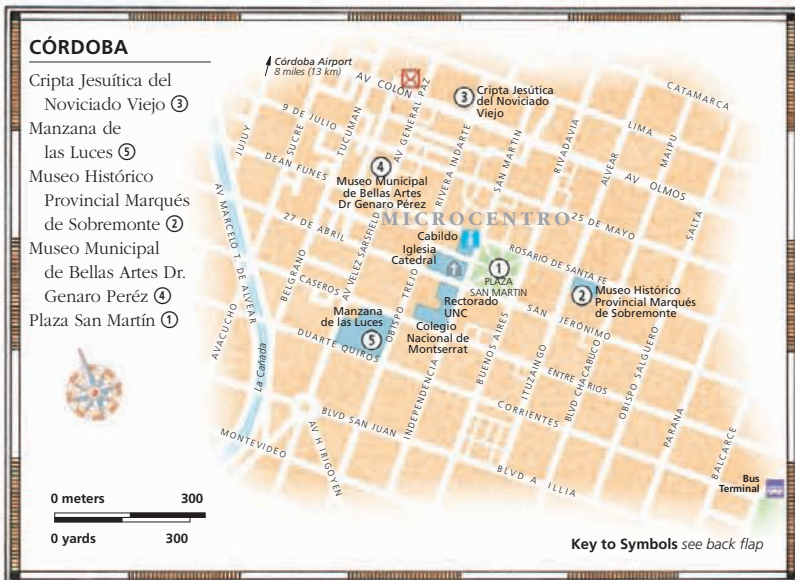 CÓRDOBA
Cripta Jesuítica del
Noviciado Viejo ③
Manzana de
las Luces ⑤
Museo Histórico
Provincial Marqués
de Sobremonte ②
Museo Municipal
de Bellas Artes Dr.
Genaro Peréz ④
Plaza San Martín ①
Córdoba Airport
8 miles (13 km)
AV COLON
③ Cripta Jesútica
del Noviciado
Viejo
CATAMARCA
9 DE JULIO
SUCRE
TUCUMAN
AV GENERAL PAZ
RIVERA INDARTE
SAN MARTIN
RIVADAVIA
LIMA
ALVEAR
MAIPU
JUJUY
DEAN FUNES
④
Museo Municipal
de Bellas Artes
Dr Genaro Pérez
AV OLMOS
SALTA
AV MARCELO T. DE ALVEAR
27 DE ABRIL
MICROCENTRO
25 DE MAYO
Cabildo
Iglesia
Catedral
ROSARIO DE SANTA FE
①
PLAZA
SAN MARTIN
BELGRANO
AV VELEZ SARSFIELD
CASEROS
OBISPO TREJO
Rectorado
UNC
② Museo Histórico
Provincial Marqués
de Sobremonte
SAN JERÓNIMO
Manzana
de las Luces
⑤
Colegio
Nacional de
Montserrat
AYACUCHO
La Cañada
DUARTE QUIROS
INDEPENDENCIA
BUENOS AIRES
ITUZAINGO
BLVD CHACABUCO
OBISPO SALGUERO
ENTRE RIOS
CORRIENTES
PARANA
BALCARCE
BLVD SAN JUAN
MONTEVIDEO
AV H IRIGOYEN
BLVD A ILLIA
Bus
Terminal
0 meters 300
0 yards 300
Key to Symbols see back flap